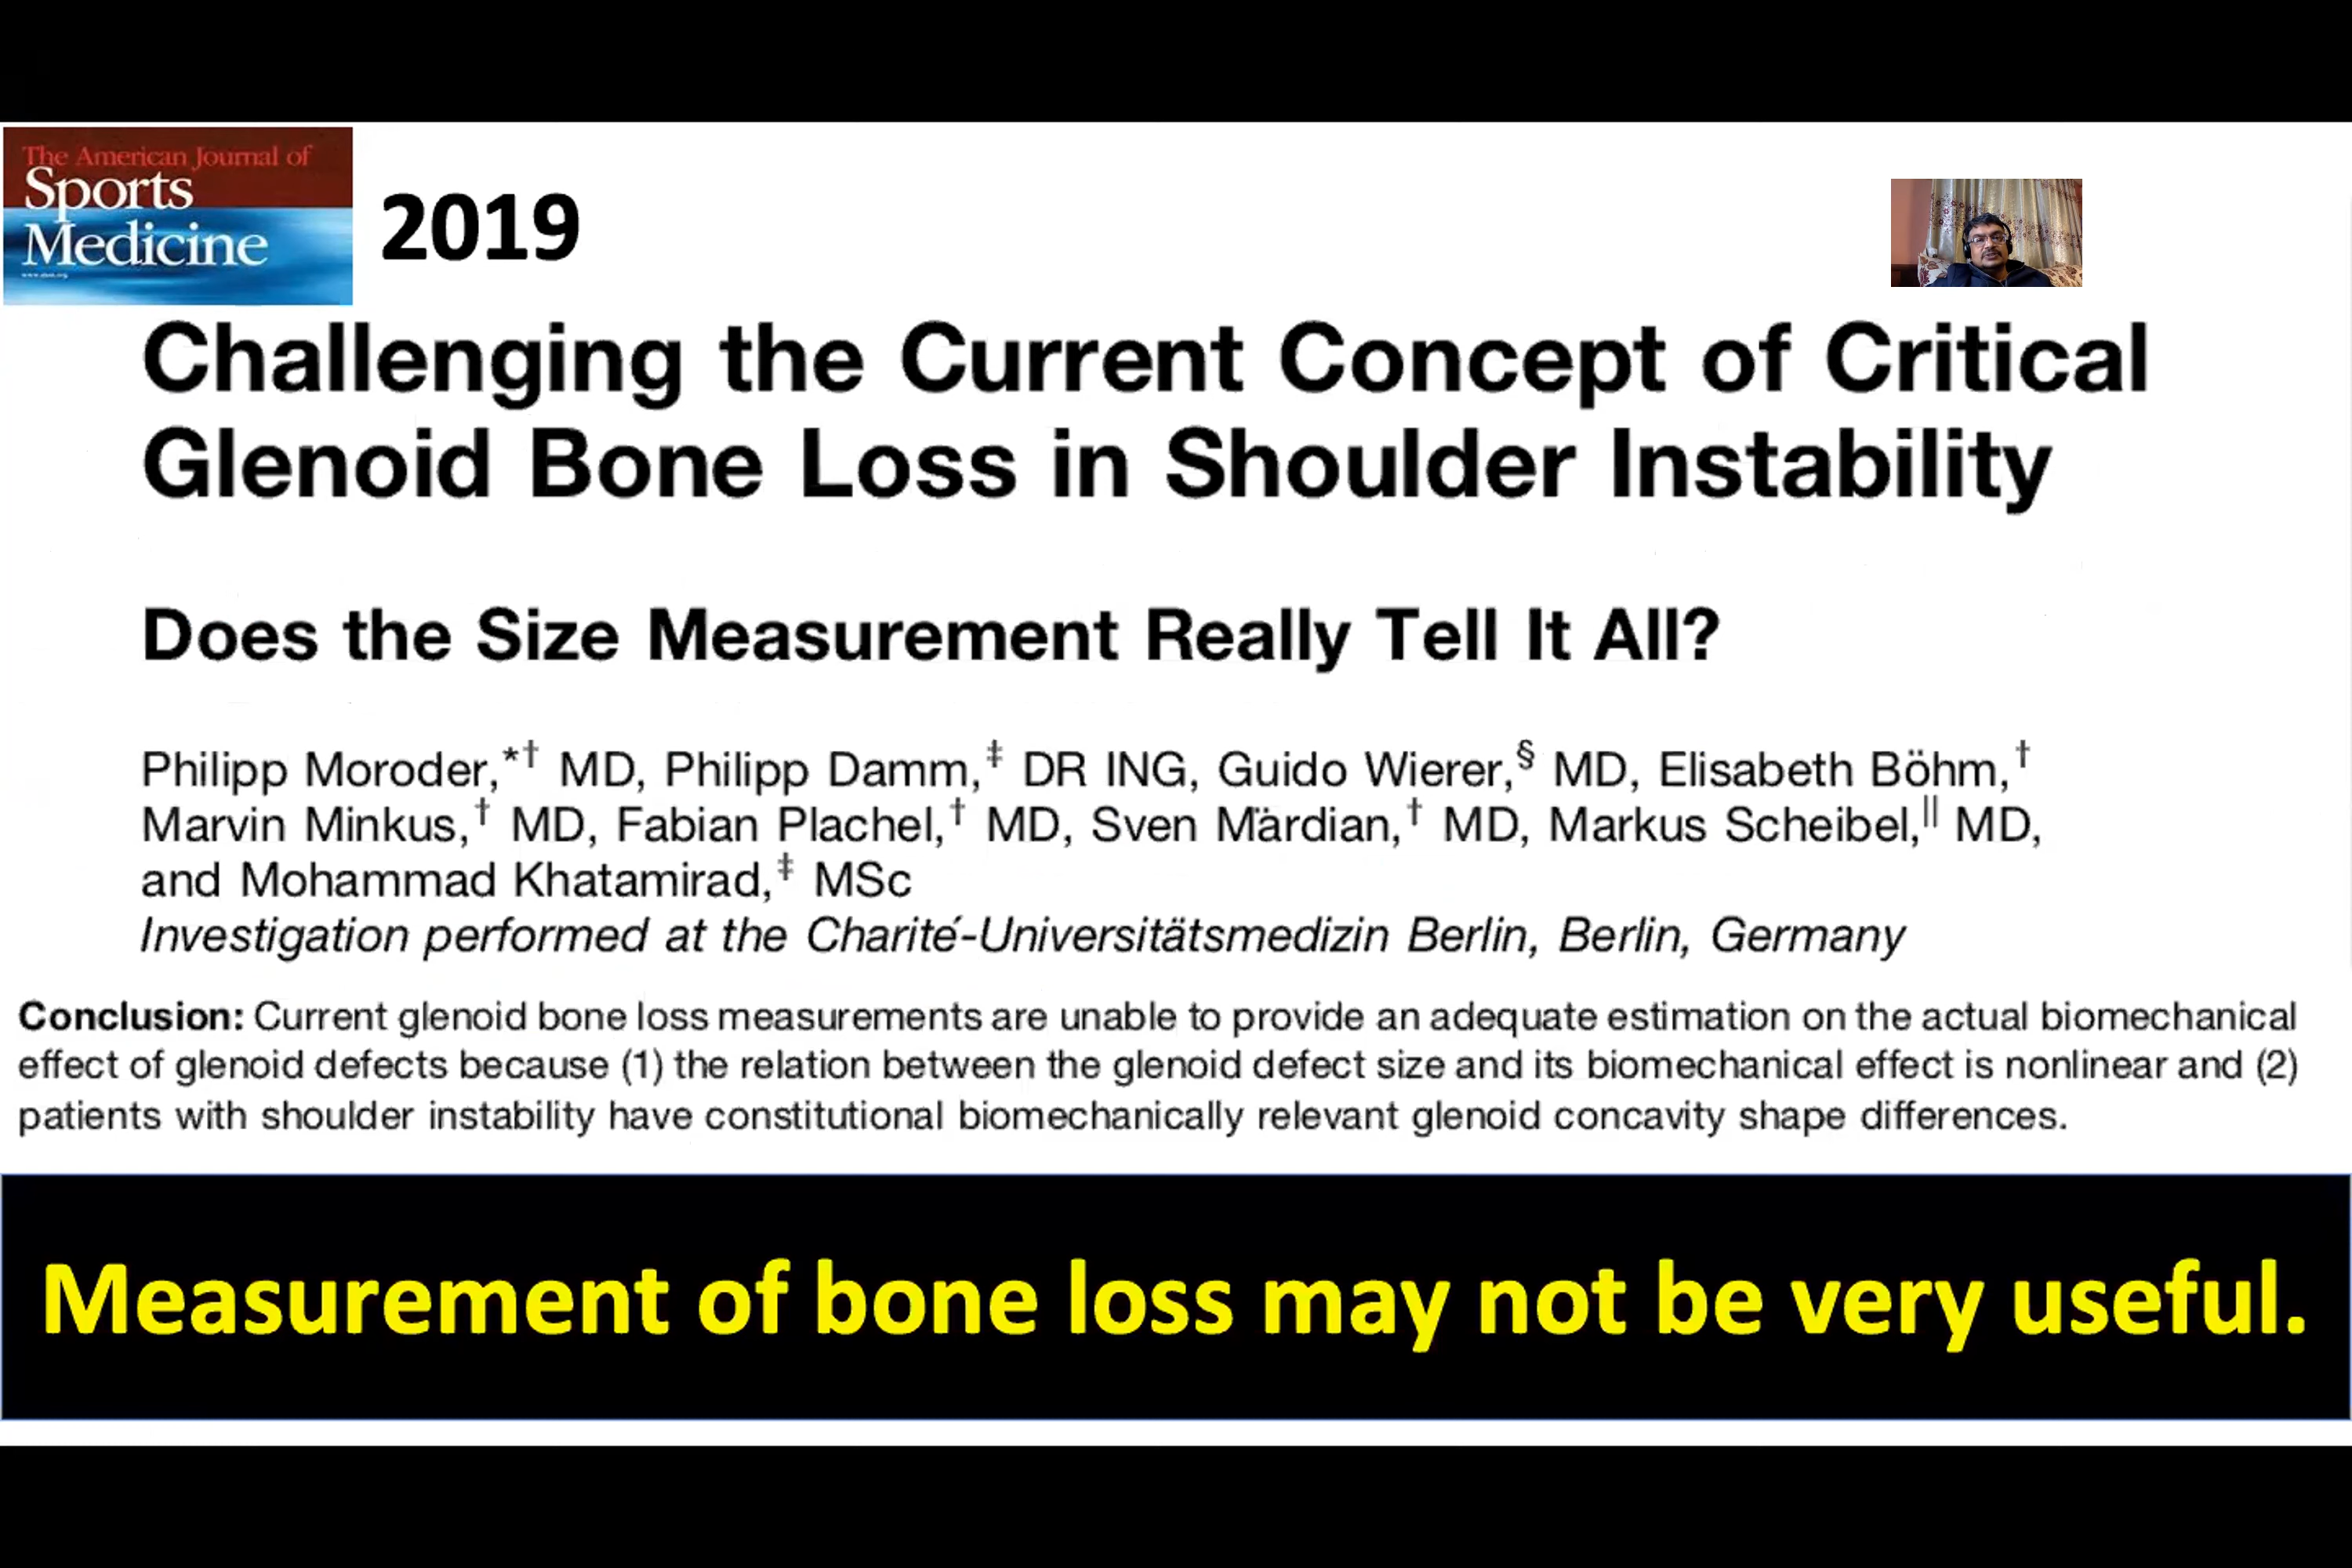 The American Journal of
Sports
Medicine
2019
Challenging the Current Concept of Critical
Glenoid Bone Loss in Shoulder Instability
Does the Size Measurement Really Tell It All?
Philipp Moroder,*† MD, Philipp Damm,‡ DR ING, Guido Wierer,§ MD, Elisabeth Böhm,†
Marvin Minkus,† MD, Fabian Plachel,† MD, Sven Märdian,† MD, Markus Scheibel,|| MD,
and Mohammad Khatamirad,‡ MSc
Investigation performed at the Charité-Universitätsmedizin Berlin, Berlin, Germany
Conclusion: Current glenoid bone loss measurements are unable to provide an adequate estimation on the actual biomechanical
effect of glenoid defects because (1) the relation between the glenoid defect size and its biomechanical effect is nonlinear and (2)
patients with shoulder instability have constitutional biomechanically relevant glenoid concavity shape differences.
Measurement of bone loss may not be very useful.